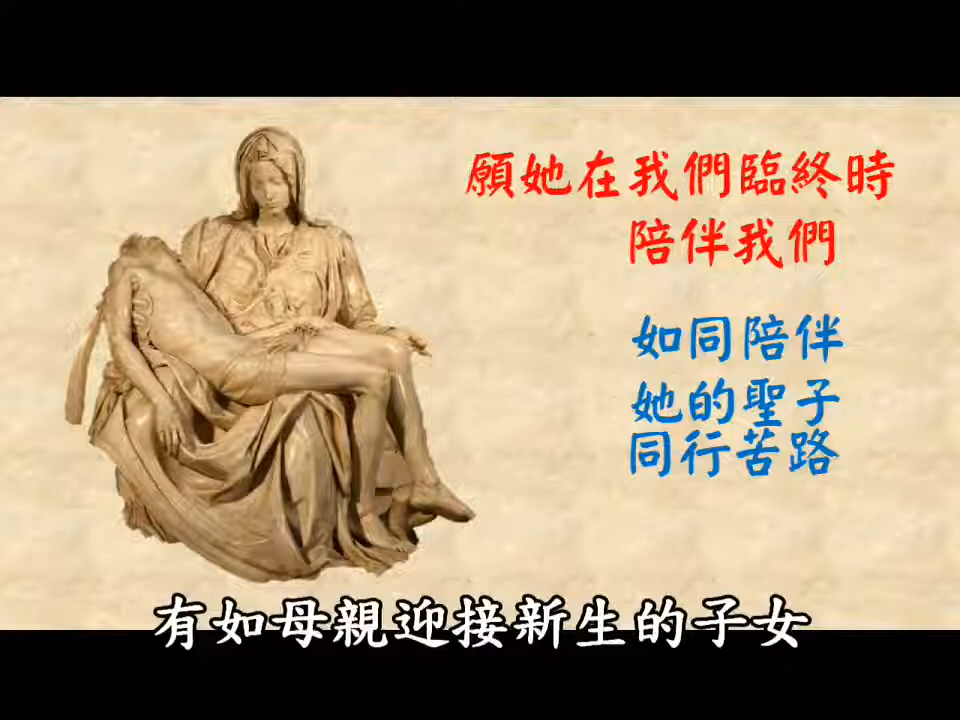 願她在我們臨終時
陪伴我們
如同陪伴
她的聖子
同行苦路
有如母親迎接新生的子女